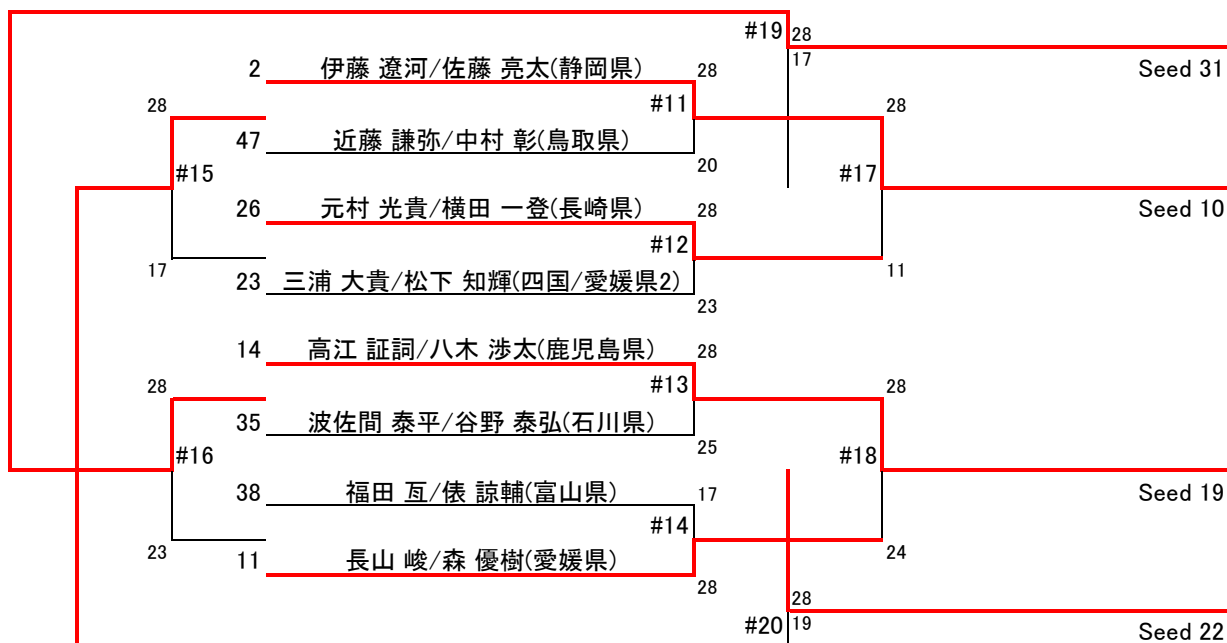 #19 28
17
Seed 31
2 伊藤 遼河/佐藤 亮太(静岡県) 28
28 #11 28
47 近藤 謙弥/中村 彰(鳥取県)
20
#15 #17
26 元村 光貴/横田 一登(長崎県) 28
Seed 10
#12
17 11
23 三浦 大貴/松下 知輝(四国/愛媛県2)
23
14 高江 証詞/八木 渉太(鹿児島県) 28
28 #13 28
35 波佐間 泰平/谷野 泰弘(石川県)
25
#16 #18
38 福田 亙/俵 諒輔(富山県) 17
Seed 19
#14
23 24
11 長山 峻/森 優樹(愛媛県)
28
28
#20 19
Seed 22